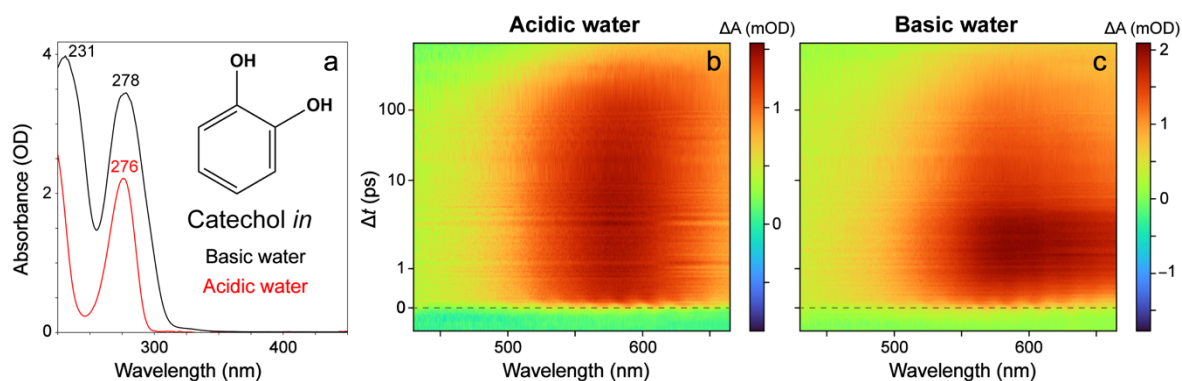 Acidic water
ΔA (mOD)
Basic water
ΔA (mOD)
4
231
278
a
OH
OH
2
276
Catechol in
Basic water
Acidic water
0
300
Absorbance (OD)
Wavelength (nm)
b
100
10
1
0
Δt (ps)
500
600
Wavelength (nm)
1
0
−1
c
500
600
Wavelength (nm)
2
1
0
−1